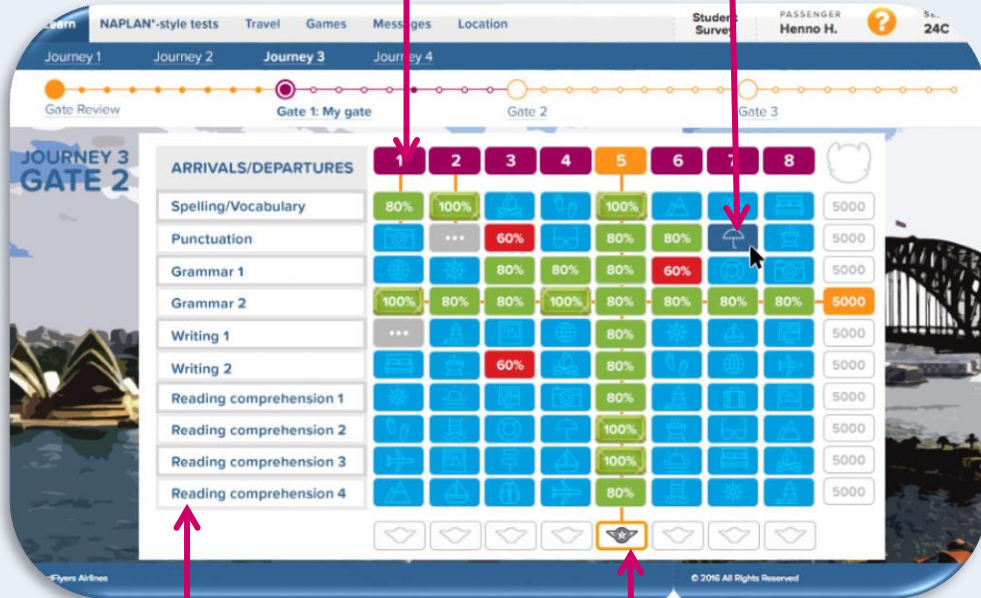 Learn NAPLAN*-style tests Travel Games Messages Location Student Survey PASSENGER Henno H. ? 24C
Journey 1 Journey 2 Journey 3 Journey 4
Gate Review Gate 1: My gate Gate 2 Gate 3
JOURNEY 3
GATE 2
ARRIVALS/DEPARTURES 1 2 3 4 5 6 7 8
Spelling/Vocabulary 80% 100% 100% 5000
Punctuation 60% 80% 80% 5000
Grammar 1 80% 80% 80% 60% 5000
Grammar 2 100% 80% 80% 100% 80% 80% 80% 80% 5000
Writing 1 80% 5000
Writing 2 60% 80% 5000
Reading comprehension 1 80% 5000
Reading comprehension 2 100% 5000
Reading comprehension 3 100% 5000
Reading comprehension 4 80% 5000
Flyers Airlines © 2016 All Rights Reserved